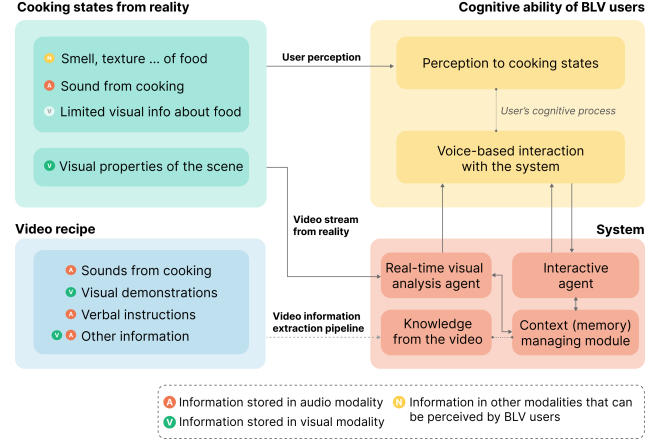 Cooking states from reality
N Smell, texture ... of food
A Sound from cooking
V Limited visual info about food
V Visual properties of the scene
User perception
Cognitive ability of BLV users
Perception to cooking states
User's cognitive process
Voice-based interaction
with the system
Video stream
from reality
Video recipe
A Sounds from cooking
V Visual demonstrations
A Verbal instructions
V A Other information
Video information
extraction pipeline
System
Real-time visual
analysis agent
Interactive
agent
Knowledge
from the video
Context (memory)
managing module
A Information stored in audio modality
V Information stored in visual modality
N Information in other modalities that can
be perceived by BLV users